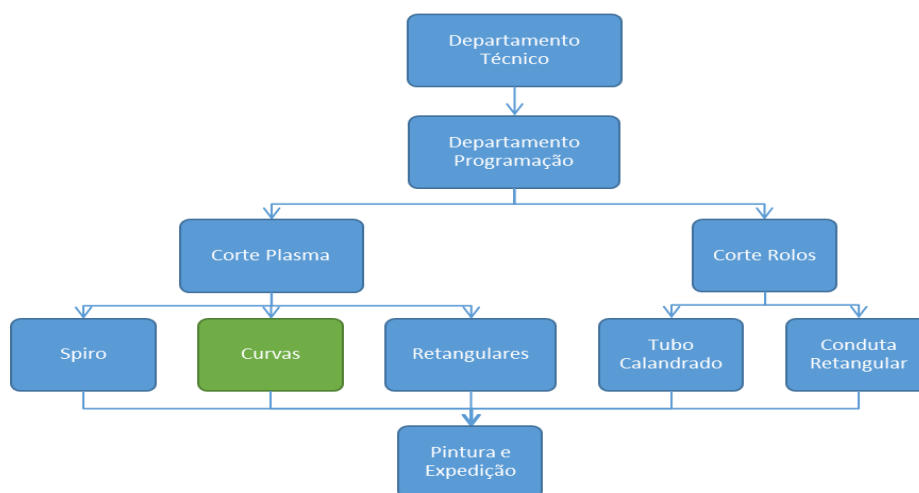 Departamento
Técnico
Departamento
Programação
Corte Plasma
Corte Rolos
Spiro
Curvas
Retangulares
Tubo
Calandrado
Conduta
Retangular
Pintura e
Expedição